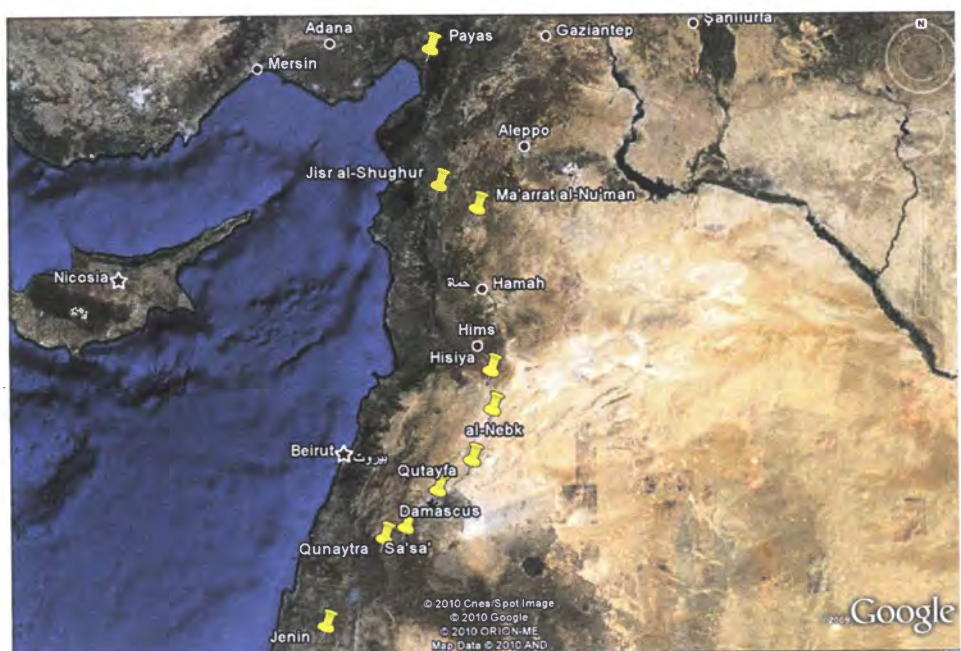 Şanlıurfa
N
Adana
Payas
Gaziantep
Mersin
Aleppo
Jisr al-Shughur
Ma'arrat al-Nu'man
Nicosia
حماة Hamah
Hims
Hisiya
al-Nebk
Beirut بيروت
Qutayfa
Damascus
Qunaytra Sa'sa'
Jenin
© 2010 Cnes/Spot Image
© 2010 Google
© 2010 ORION-ME
Map Data © 2010 AND
©2009 Google